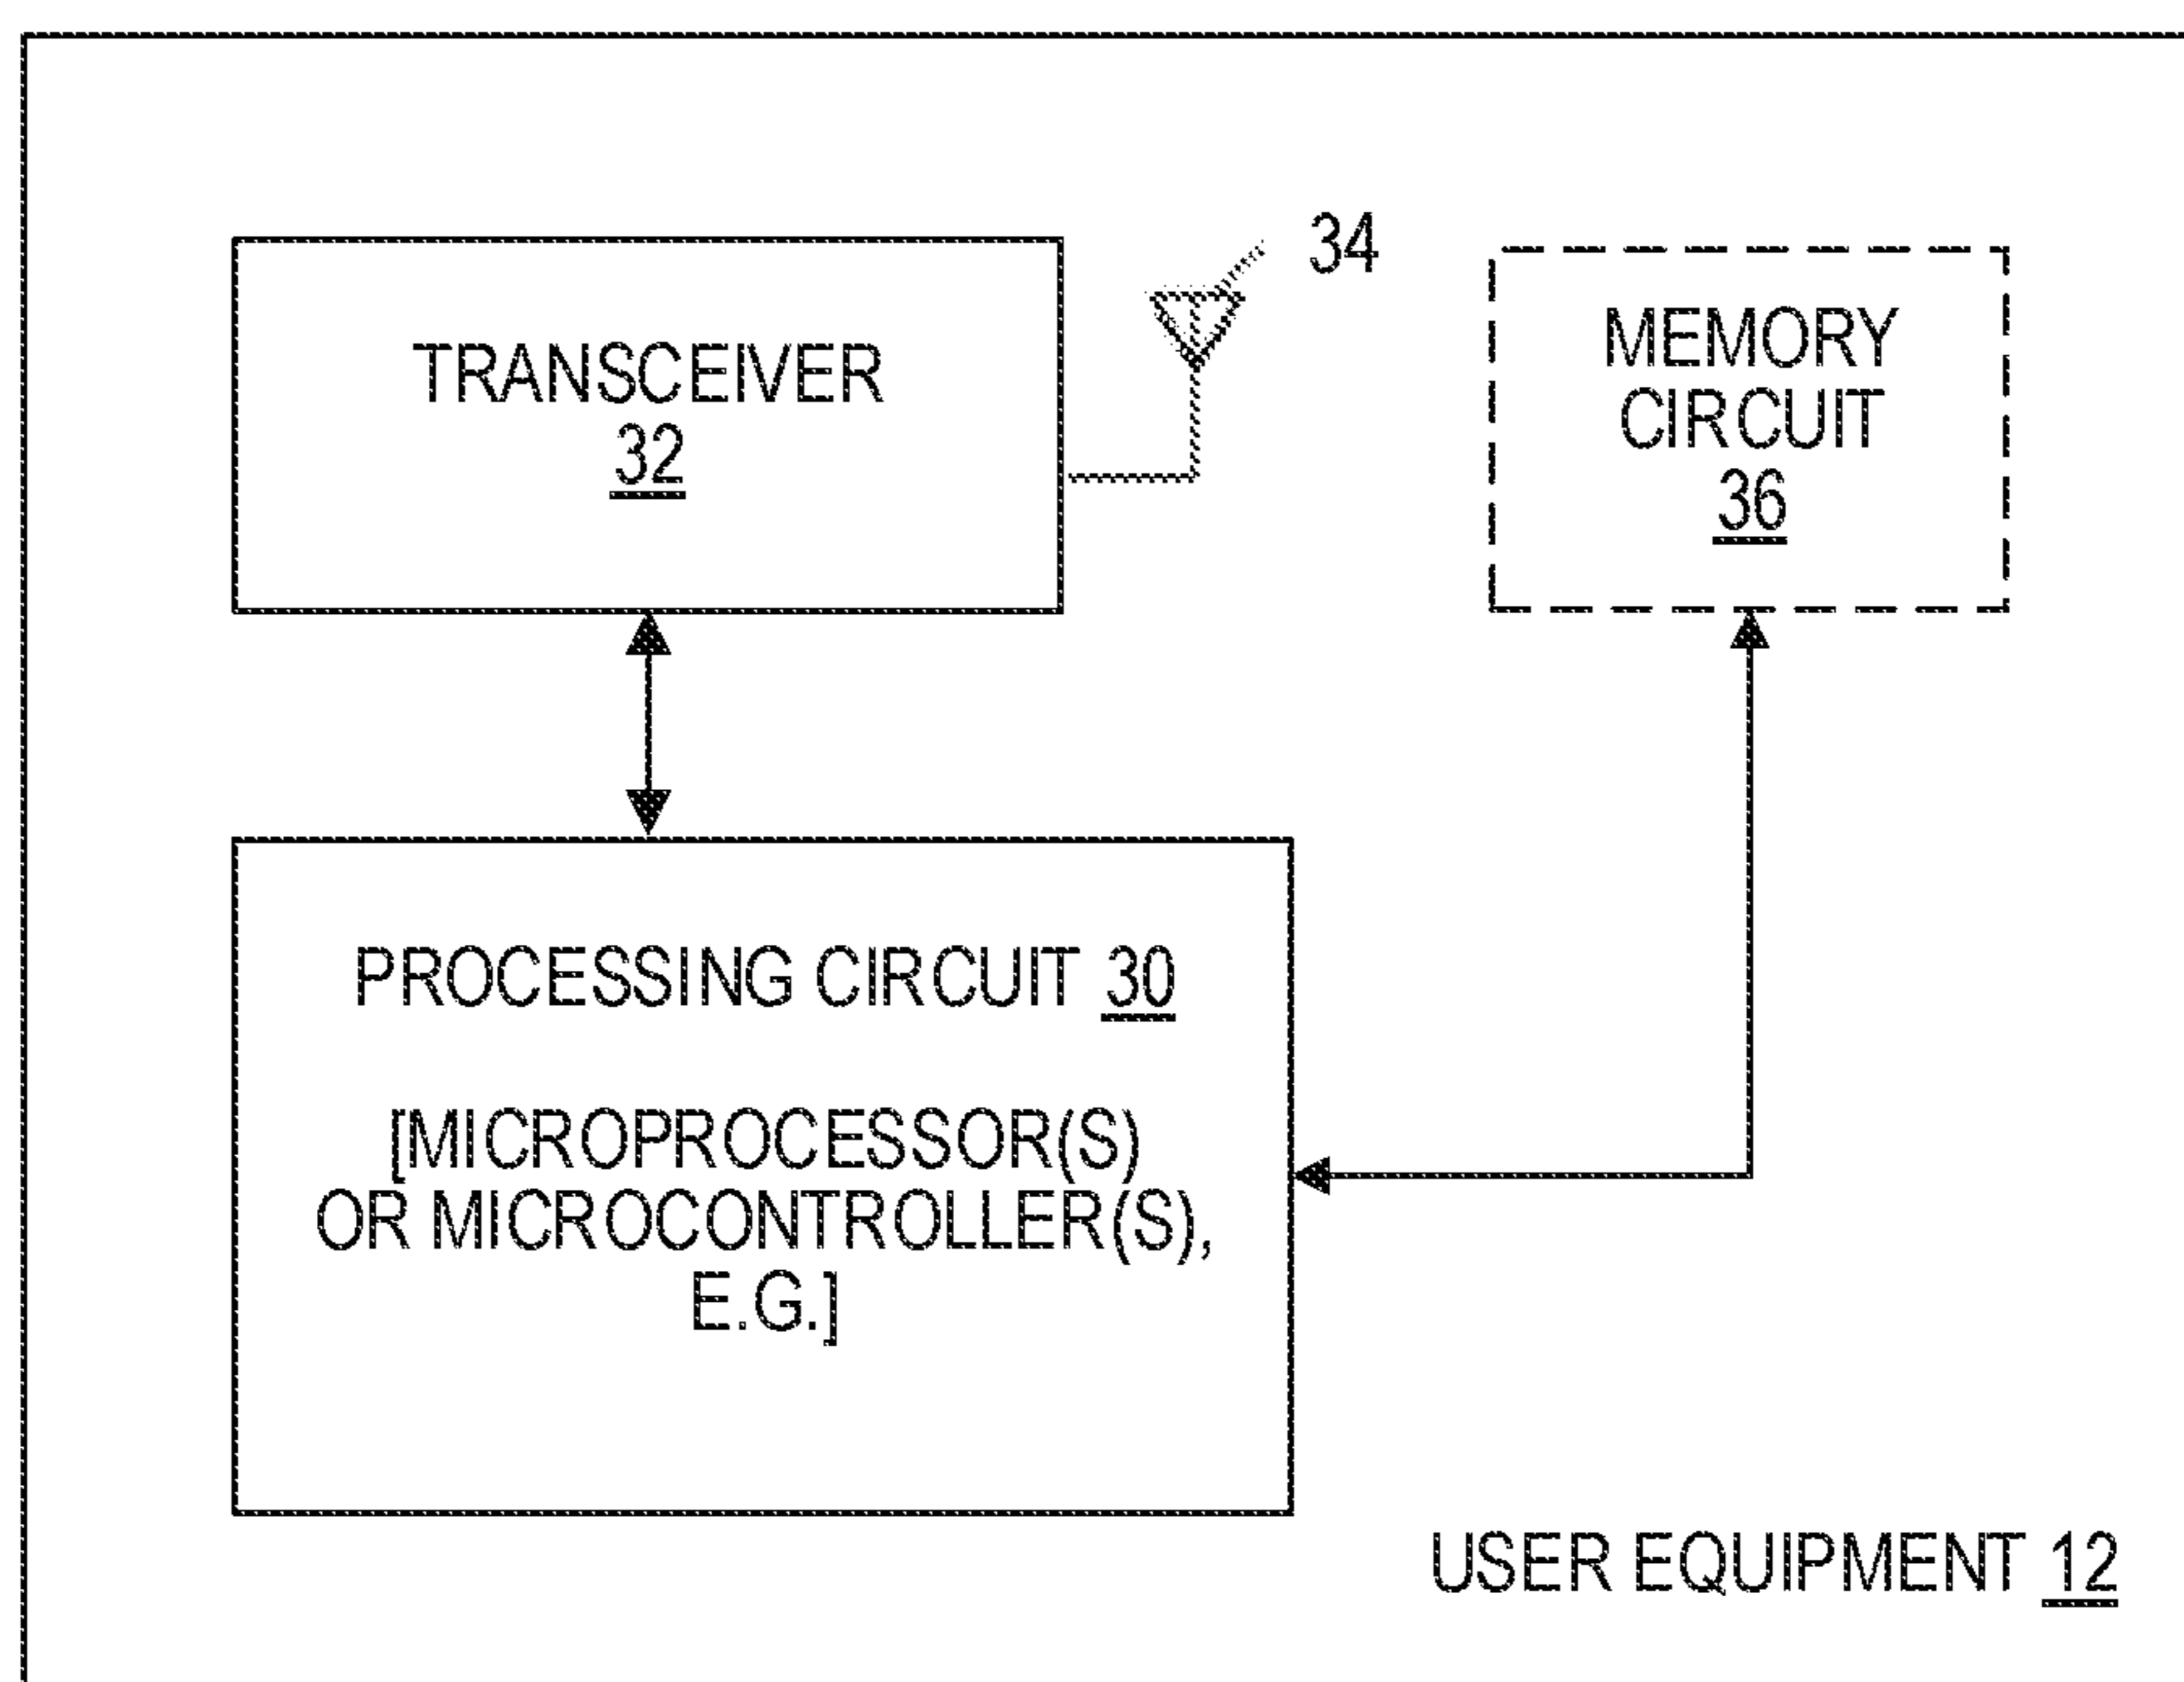 TRANSCEIVER
32
34
MEMORY
CIRCUIT
36
PROCESSING CIRCUIT 30
[MICROPROCESSOR(S)
OR MICROCONTROLLER(S),
E.G.]
USER EQUIPMENT 12